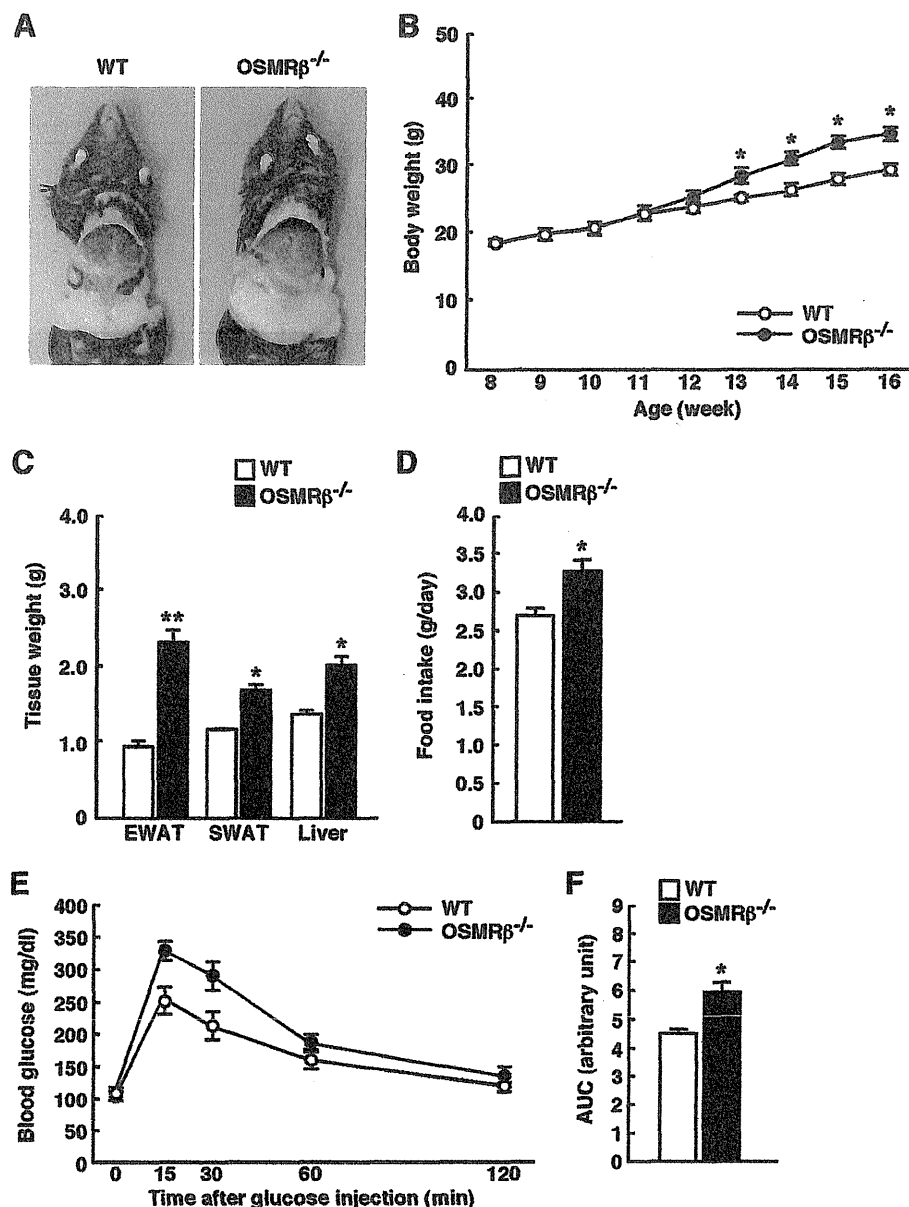 A
WT
OSMRβ-/-
B
Body weight (g)
50
40
30
20
10
0
* * * *
WT
OSMRβ-/-
8 9 10 11 12 13 14 15 16
Age (week)
C
WT
OSMRβ-/-
Tissue weight (g)
4.0
3.0
2.0
1.0
0
** * *
EWAT SWAT Liver
D
WT
OSMRβ-/-
Food intake (g/day)
4.0
3.5
3.0
2.5
2.0
1.5
1.0
0.5
0
*
E
WT
OSMRβ-/-
Blood glucose (mg/dl)
400
350
300
250
200
150
100
50
0
0 15 30 60 120
Time after glucose injection (min)
F
WT
OSMRβ-/-
AUC (arbitrary unit)
9
8
7
6
5
4
3
2
1
0
*